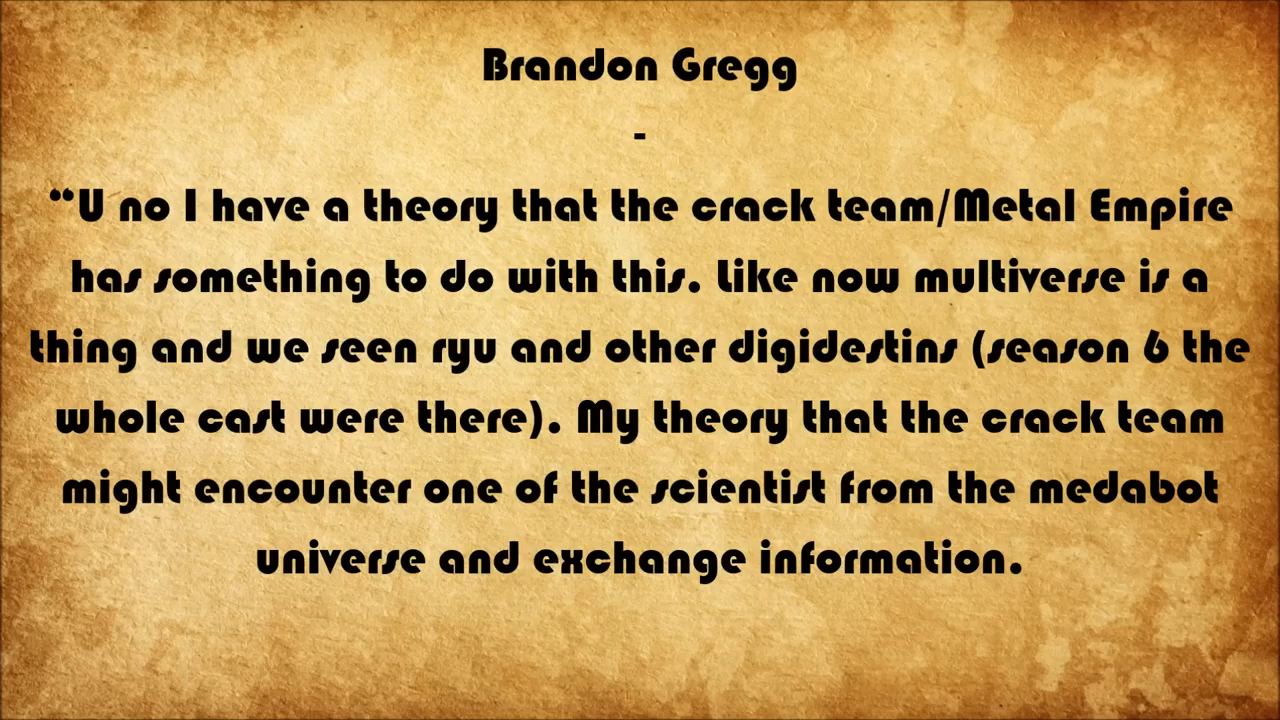 Brandon Gregg
-
“U no I have a theory that the crack team/Metal Empire
has something to do with this. Like now multiverse is a
thing and we seen ryu and other digidestins (season 6 the
whole cast were there). My theory that the crack team
might encounter one of the scientist from the medabot
universe and exchange information.